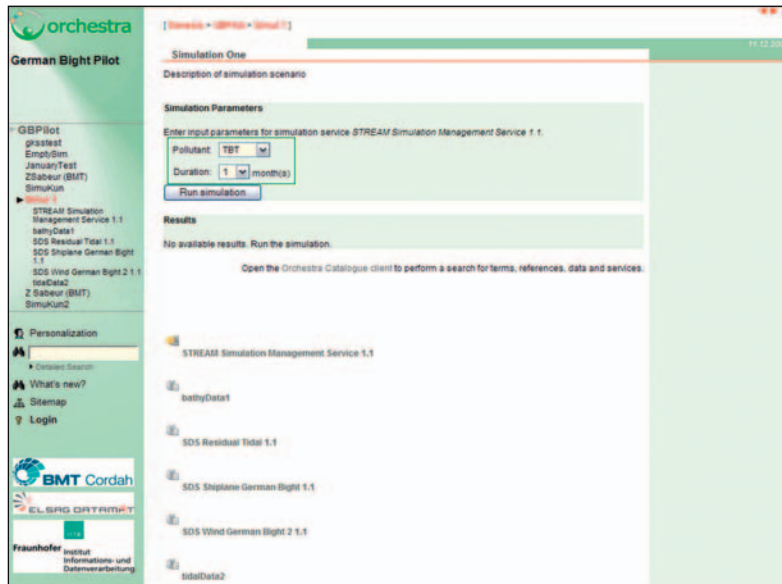 orchestra
German Bight Pilot
GBPilot
gksstest
EmptySim
JanuaryTest
ZSabeur (BMT)
SimuKun
STREAM Simulation
Management Service 1.1
bathyData1
SDS Residual Tidal 1.1
SDS Shiplane German Bight
1.1
SDS Wind German Bight 2 1.1
tidalData2
Z Sabeur (BMT)
SimuKun2
Personalization
Detailed Search
What's new?
Sitemap
Login
BMT Cordah
ELSAG DATAMAT
IITB
Fraunhofer Institut
Informations- und
Datenverarbeitung
Simulation One
Description of simulation scenario
Simulation Parameters
Enter input parameters for simulation service STREAM Simulation Management Service 1.1.
Pollutant: TBT
Duration: 1 month(s)
Run simulation
Results
No available results. Run the simulation.
Open the Orchestra Catalogue client to perform a search for terms, references, data and services.
STREAM Simulation Management Service 1.1
bathyData1
SDS Residual Tidal 1.1
SDS Shiplane German Bight 1.1
SDS Wind German Bight 2 1.1
tidalData2